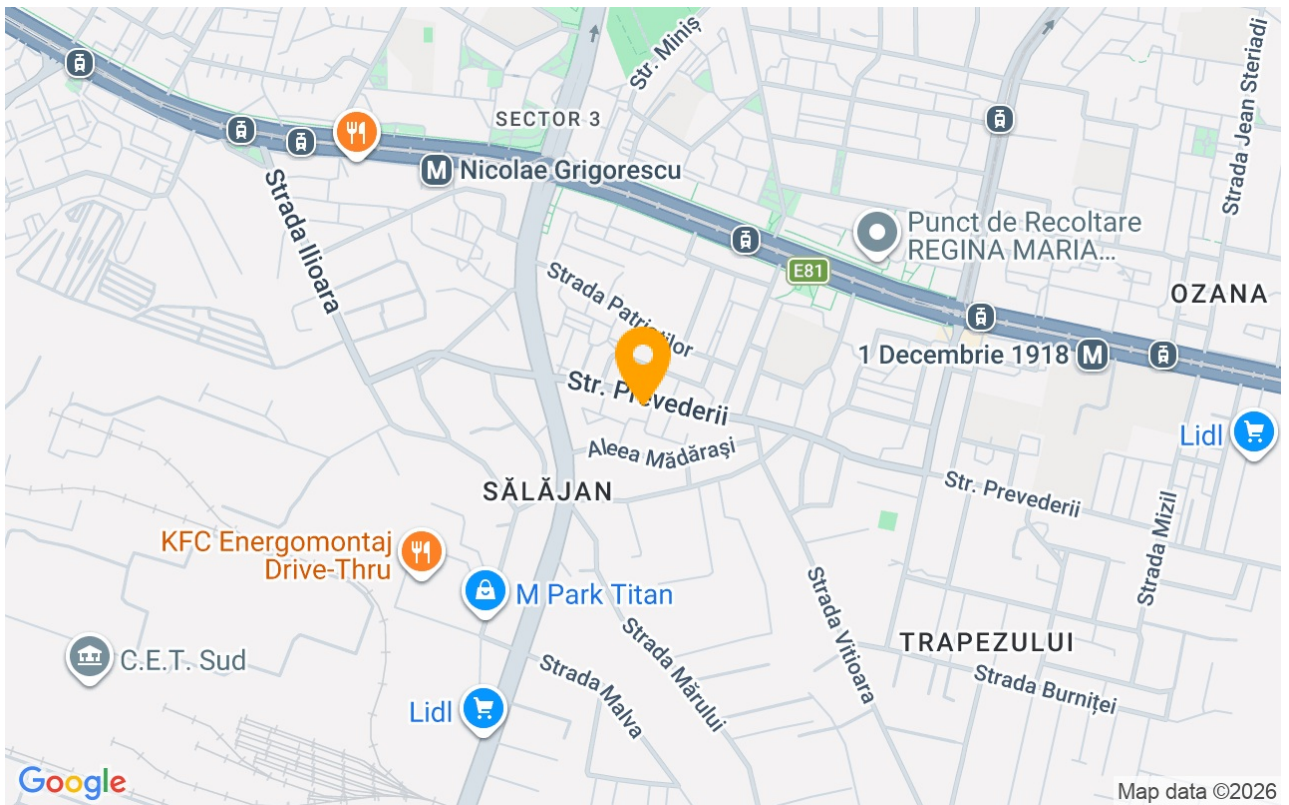 Str. Miniș
SECTOR 3
Strada Jean Steriadi
Nicolae Grigorescu
M
Strada Ilioara
Punct de Recoltare
REGINA MARIA...
E81
Strada Patrioților
OZANA
1 Decembrie 1918 M
Str. Prevederii
Lidl
Aleea Mădărași
SĂLĂJAN
Str. Prevederii
Strada Mizil
KFC Energomontaj
Drive-Thru
M Park Titan
Strada Vitioara
C.E.T. Sud
Strada Mărului
TRAPEZULUI
Strada Malva
Strada Burniței
Lidl
Google
Map data ©2026